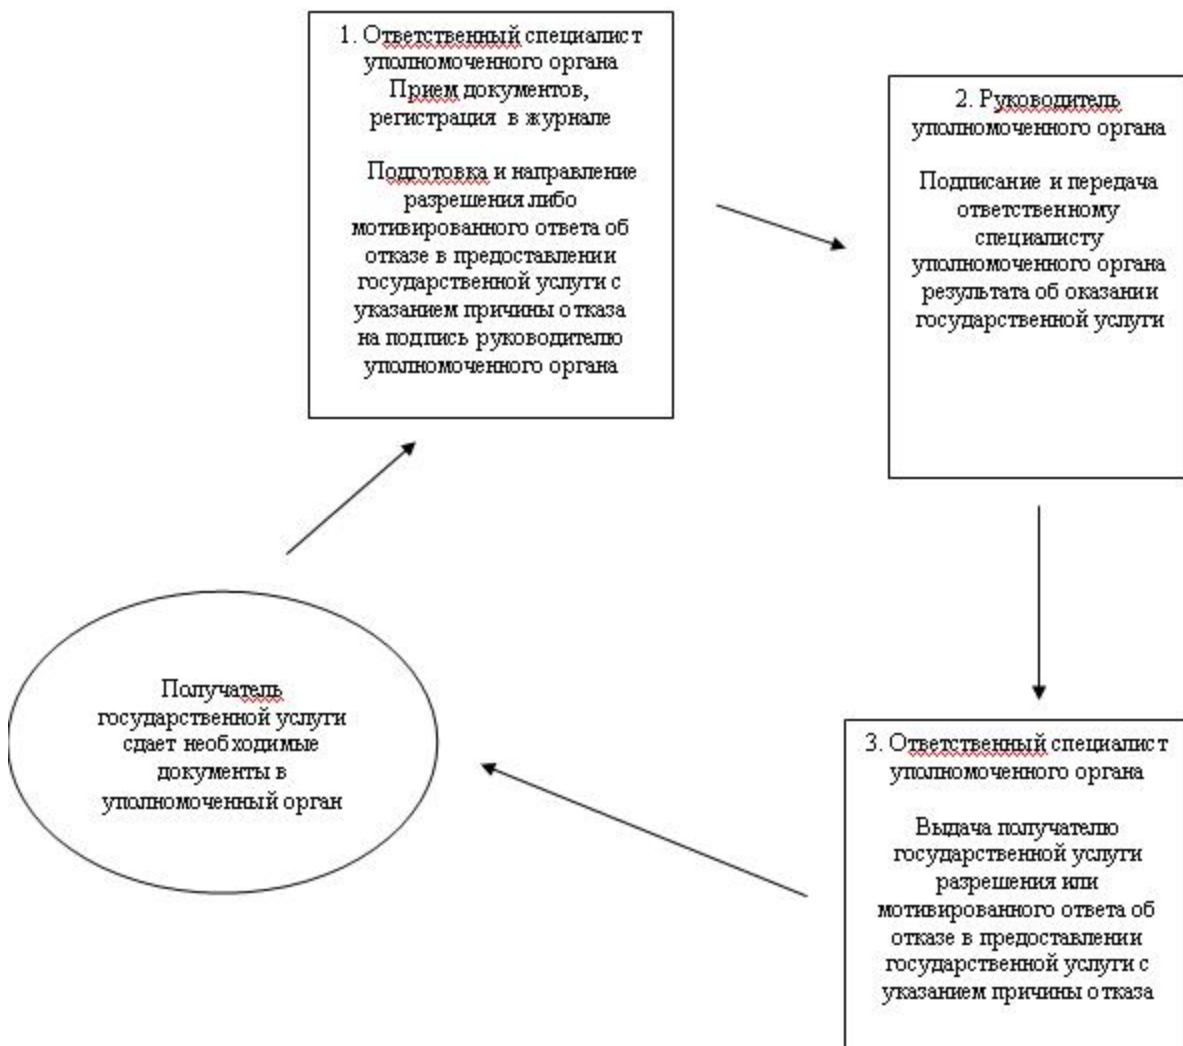 1. Ответственный специалист
уполномоченного органа
Прием документов,
регистрация в журнале
Подготовка и направление
разрешения либо
мотивированного ответа об
отказе в предоставлении
государственной услуги с
указанием причины отказа
на подпись руководителю
уполномоченного органа
2. Руководитель
уполномоченного органа
Подписание и передача
ответственному
специалисту
уполномоченного органа
результата об оказании
государственной услуги
3. Ответственный специалист
уполномоченного органа
Выдача получателю
государственной услуги
разрешения или
мотивированного ответа об
отказе в предоставлении
государственной услуги с
указанием причины отказа
Получатель
государственной услуги
сдает необходимые
документы в
уполномоченный орган